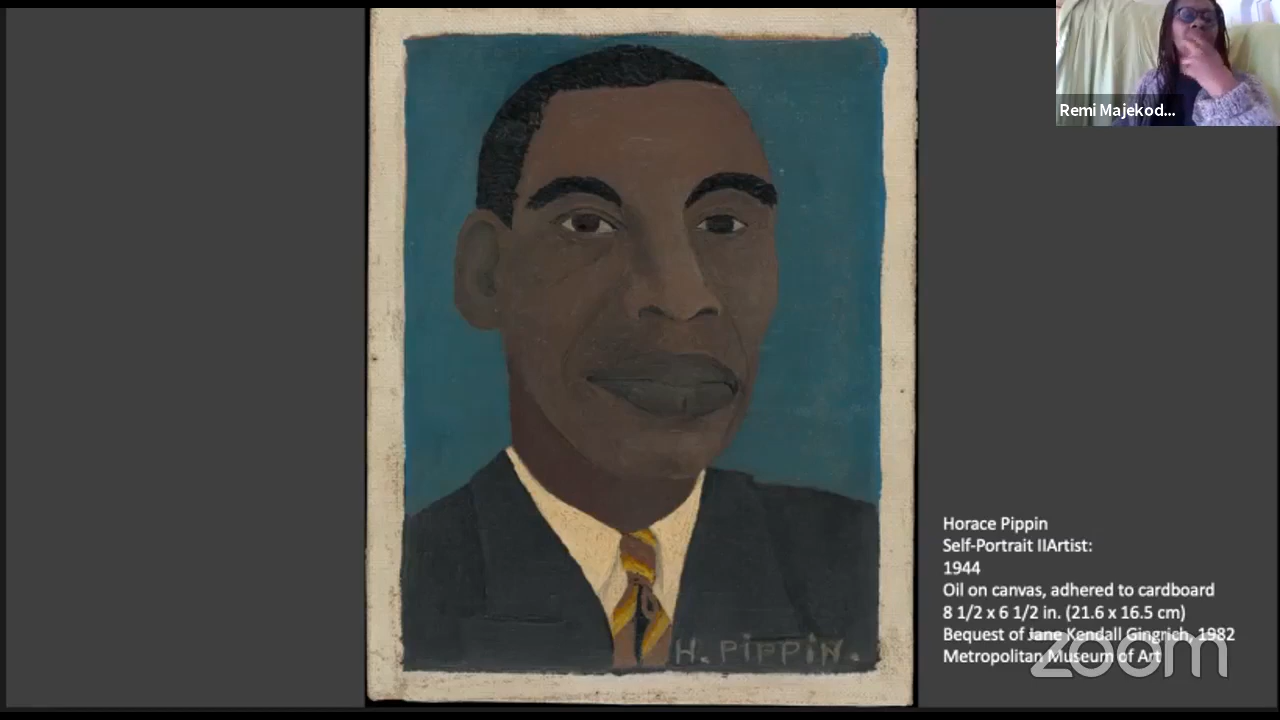 Remi Majekod...
H. PIPPIN.
Horace Pippin
Self-Portrait IIArtist:
1944
Oil on canvas, adhered to cardboard
8 1/2 x 6 1/2 in. (21.6 x 16.5 cm)
Bequest of Jane Kendall Gingrich, 1982
Metropolitan Museum of Art
zoom